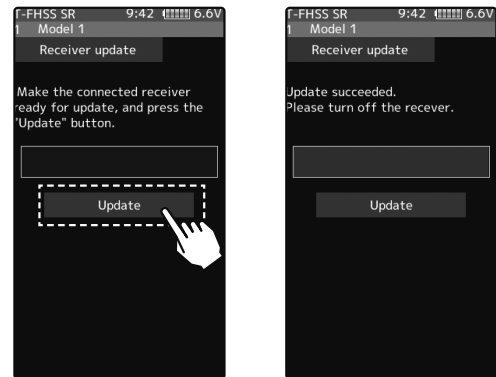 T-FHSS SR 9:42 6.6V
1 Model 1
Receiver update
Make the connected receiver
ready for update, and press the
"Update" button.
Update
T-FHSS SR 9:42 6.6V
1 Model 1
Receiver update
Update succeeded.
Please turn off the recever.
Update